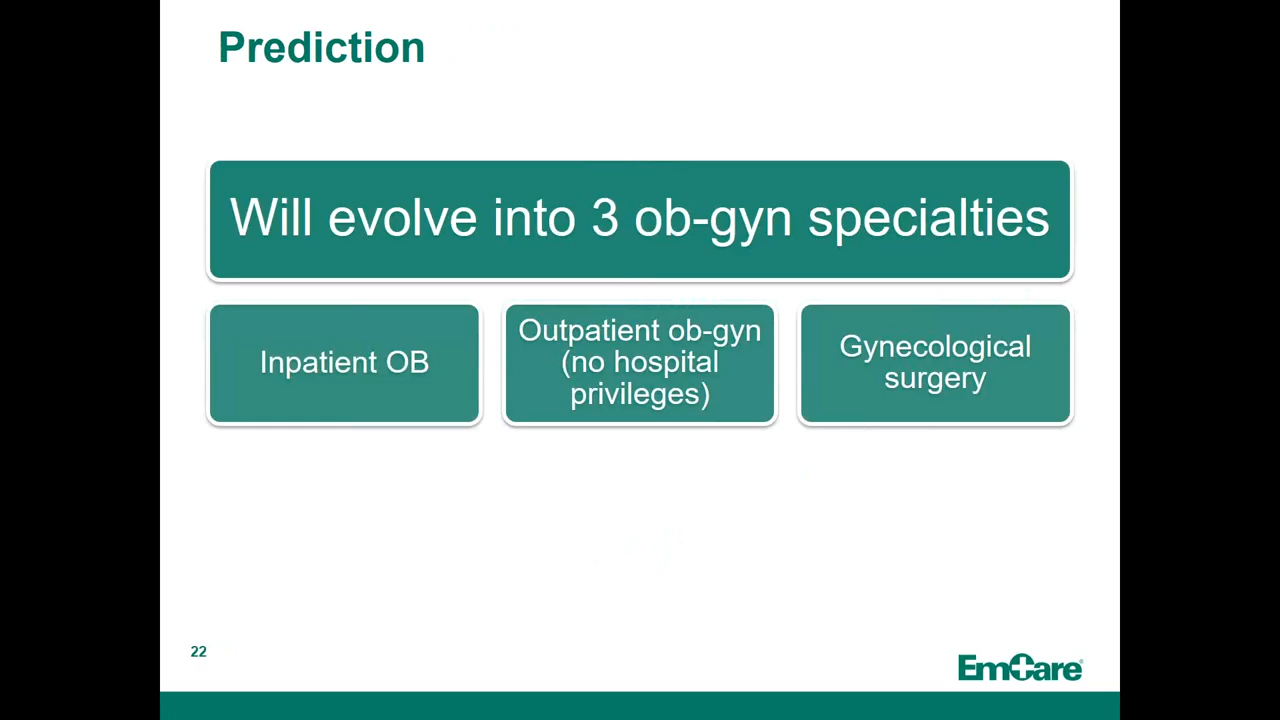 Prediction
Will evolve into 3 ob-gyn specialties
Inpatient OB
Outpatient ob-gyn
(no hospital
privileges)
Gynecological
surgery
22
EmCare®